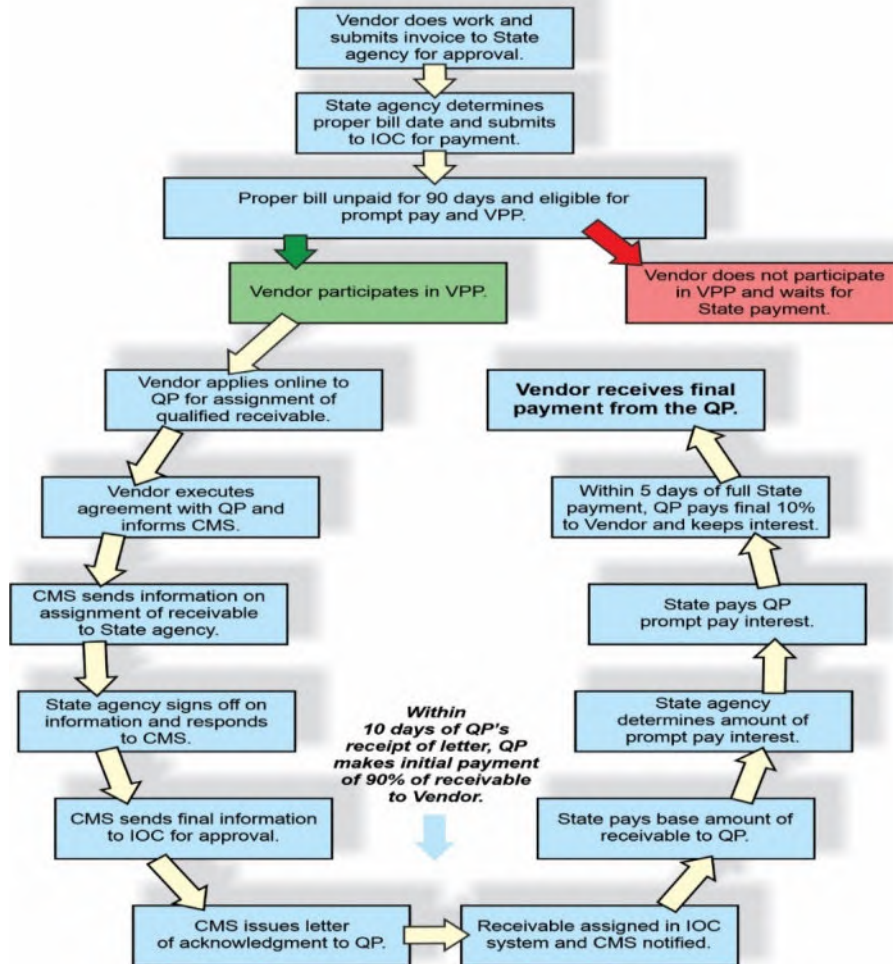 Vendor does work and
submits invoice to State
agency for approval.
State agency determines
proper bill date and submits
to IOC for payment.
Proper bill unpaid for 90 days and eligible for
prompt pay and VPP.
Vendor participates in VPP.
Vendor does not participate
in VPP and waits for
State payment.
Vendor applies online to
QP for assignment of
qualified receivable.
Vendor executes
agreement with QP and
informs CMS.
CMS sends information on
assignment of receivable
to State agency.
State agency signs off on
information and responds
to CMS.
CMS sends final information
to IOC for approval.
CMS issues letter
of acknowledgment to QP.
Within
10 days of QP's
receipt of letter, QP
makes initial payment
of 90% of receivable
to Vendor.
Receivable assigned in IOC
system and CMS notified.
State pays base amount of
receivable to QP.
State agency
determines amount of
prompt pay interest.
State pays QP
prompt pay interest.
Within 5 days of full State
payment, QP pays final 10%
to Vendor and keeps interest.
Vendor receives final
payment from the QP.